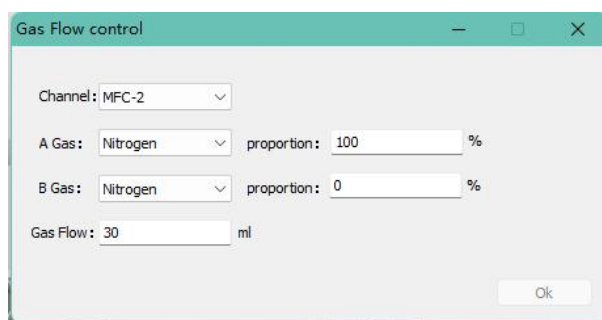 Gas Flow control
Channel: MFC-2
A Gas: Nitrogen proportion: 100 %
B Gas: Nitrogen proportion: 0 %
Gas Flow: 30 ml
Ok